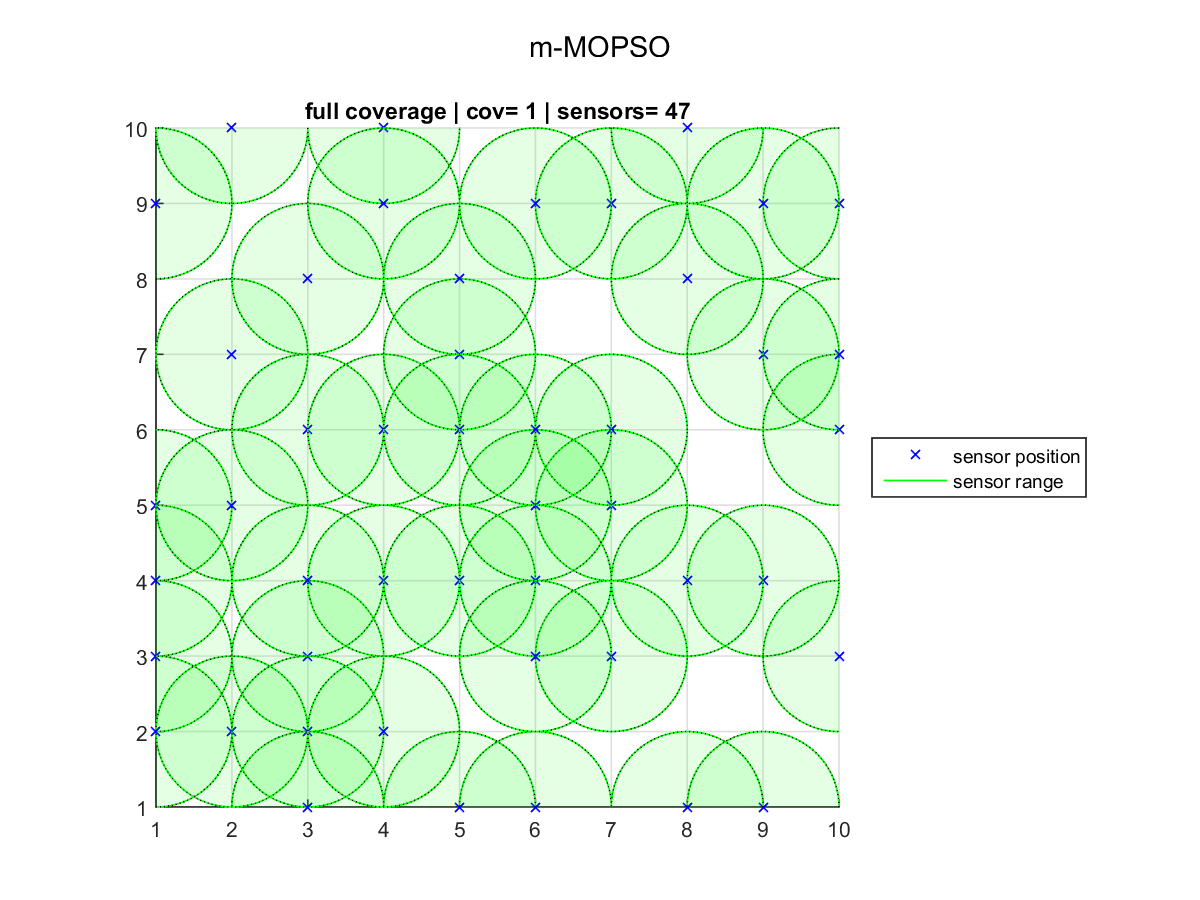 m-MOPSO
full coverage | cov= 1 | sensors= 47
10
9
8
7
6
5
4
3
2
1
1 2 3 4 5 6 7 8 9 10
sensor position
sensor range